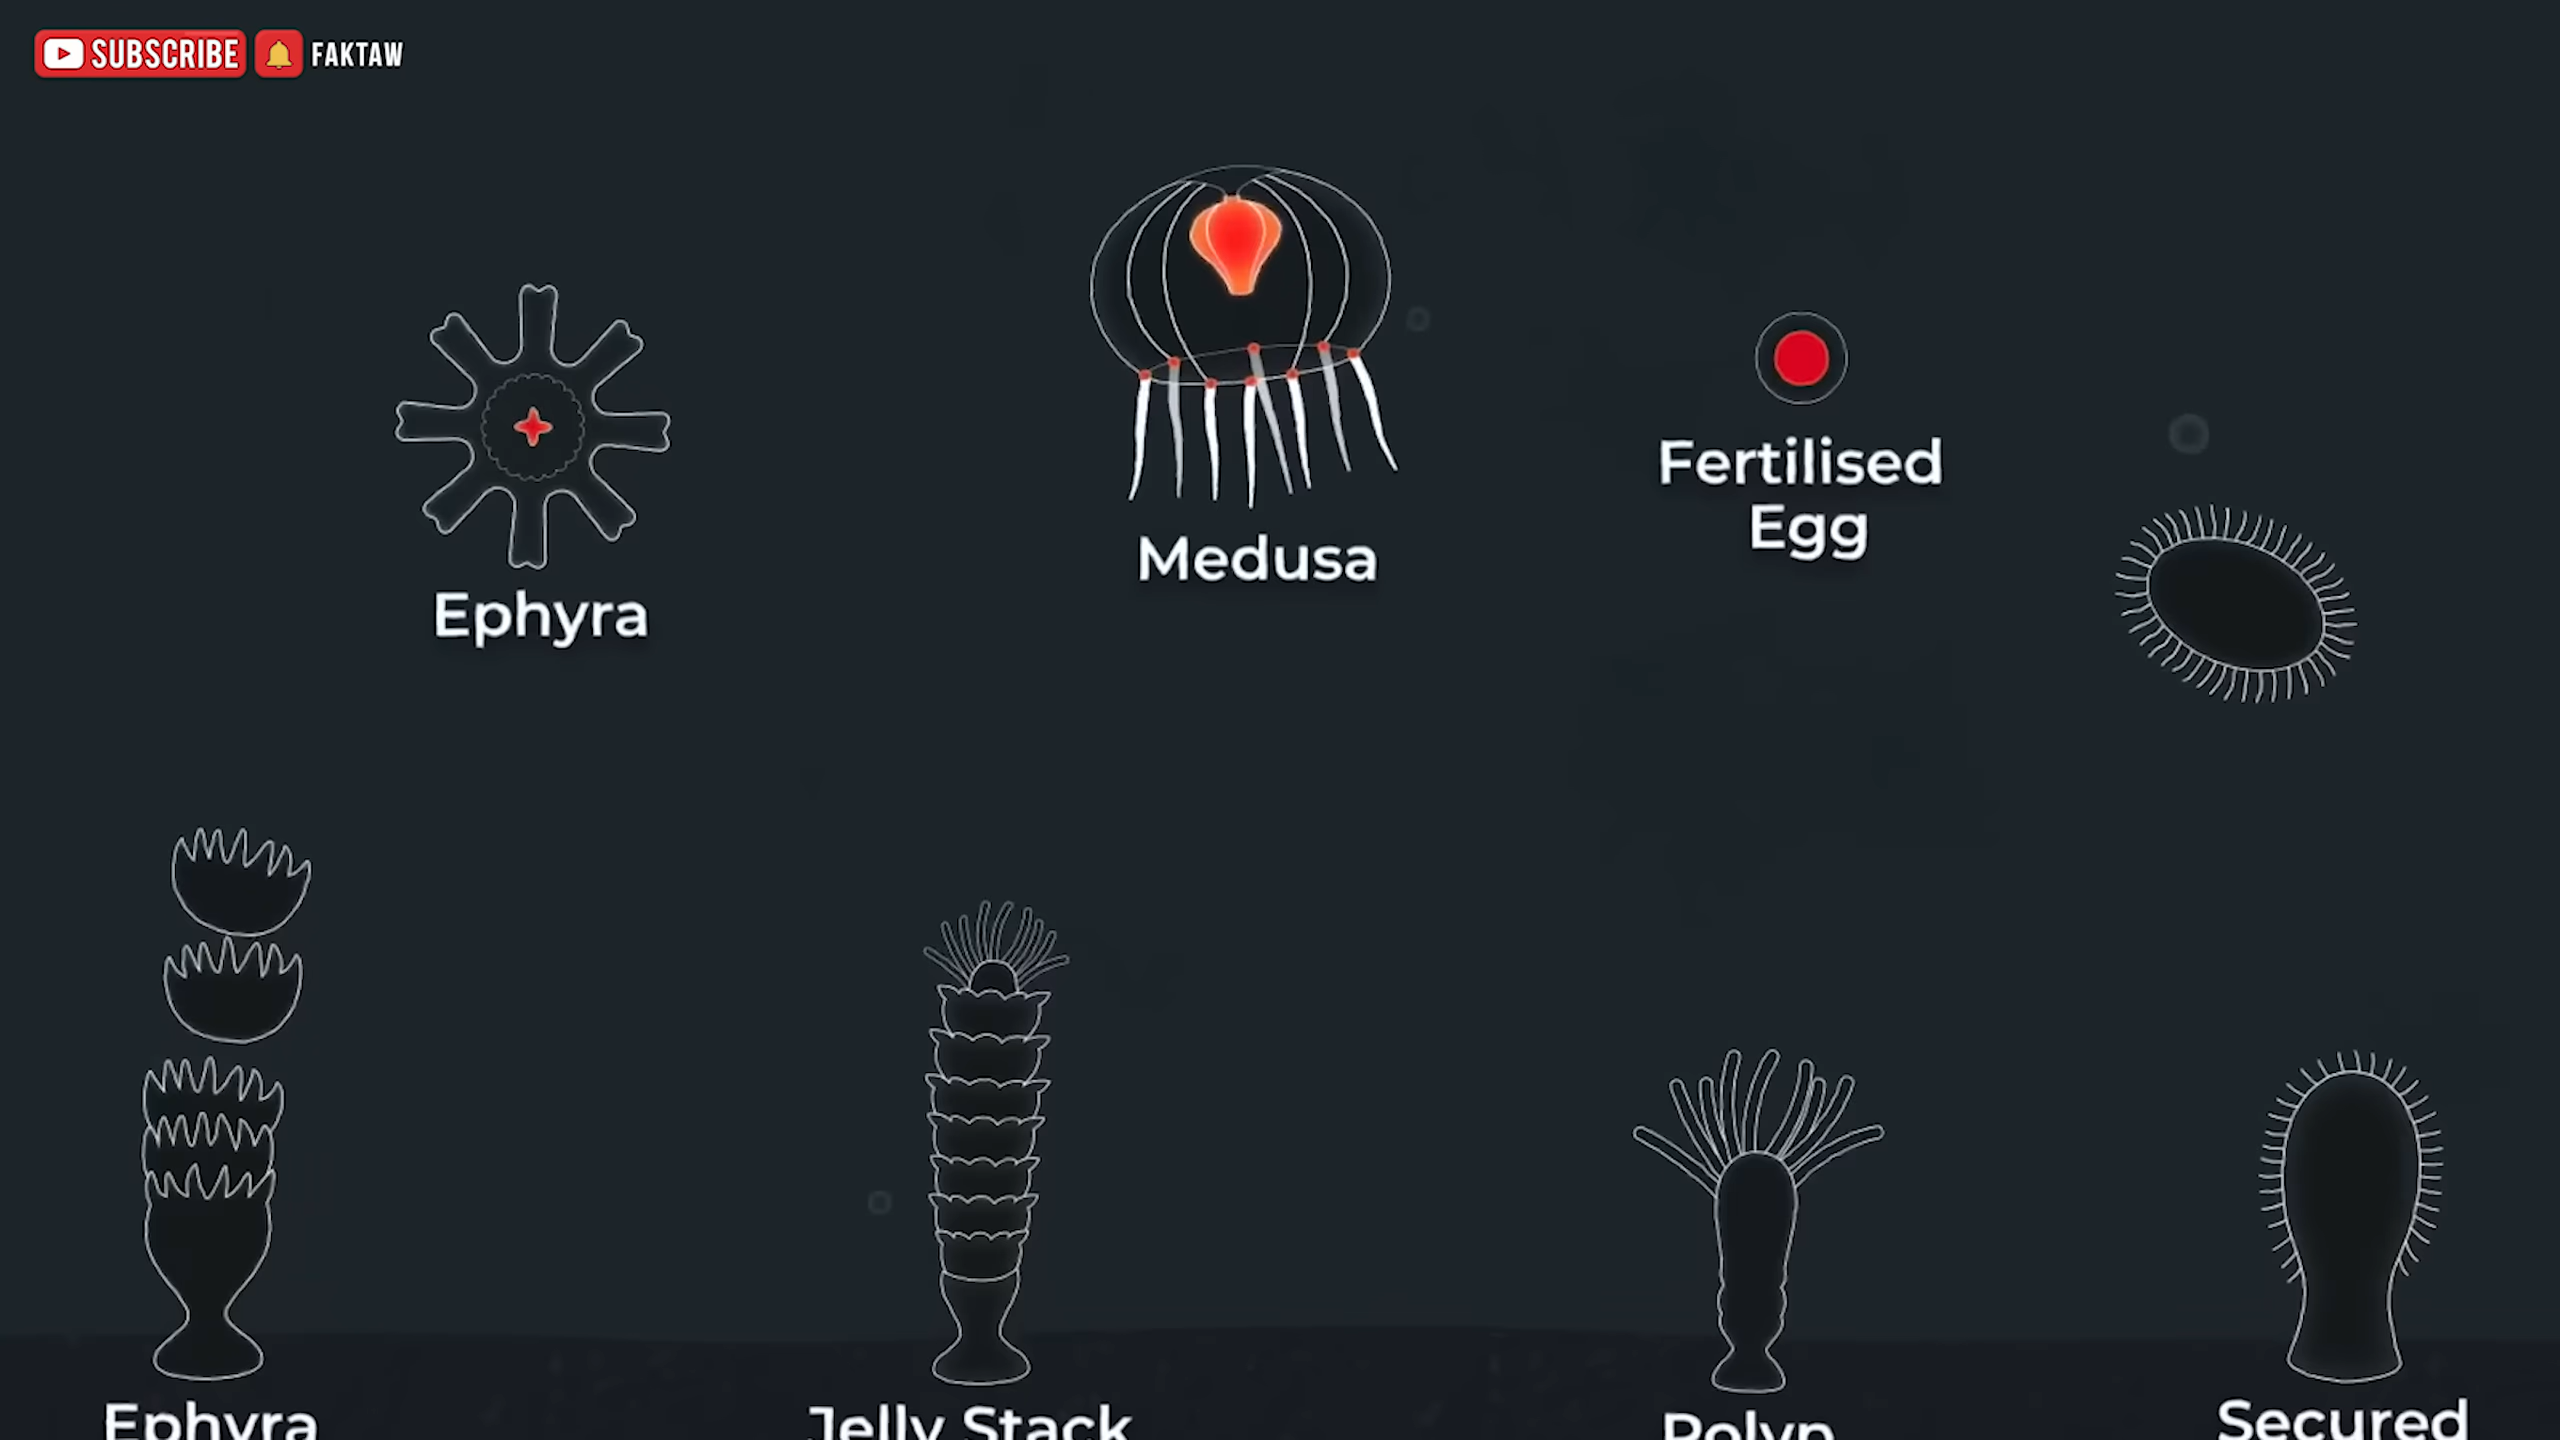 SUBSCRIBE FAKTAW
Medusa
Fertilised
Egg
Ephyra
Ephyra
Jelly Stack
Polyp
Secured